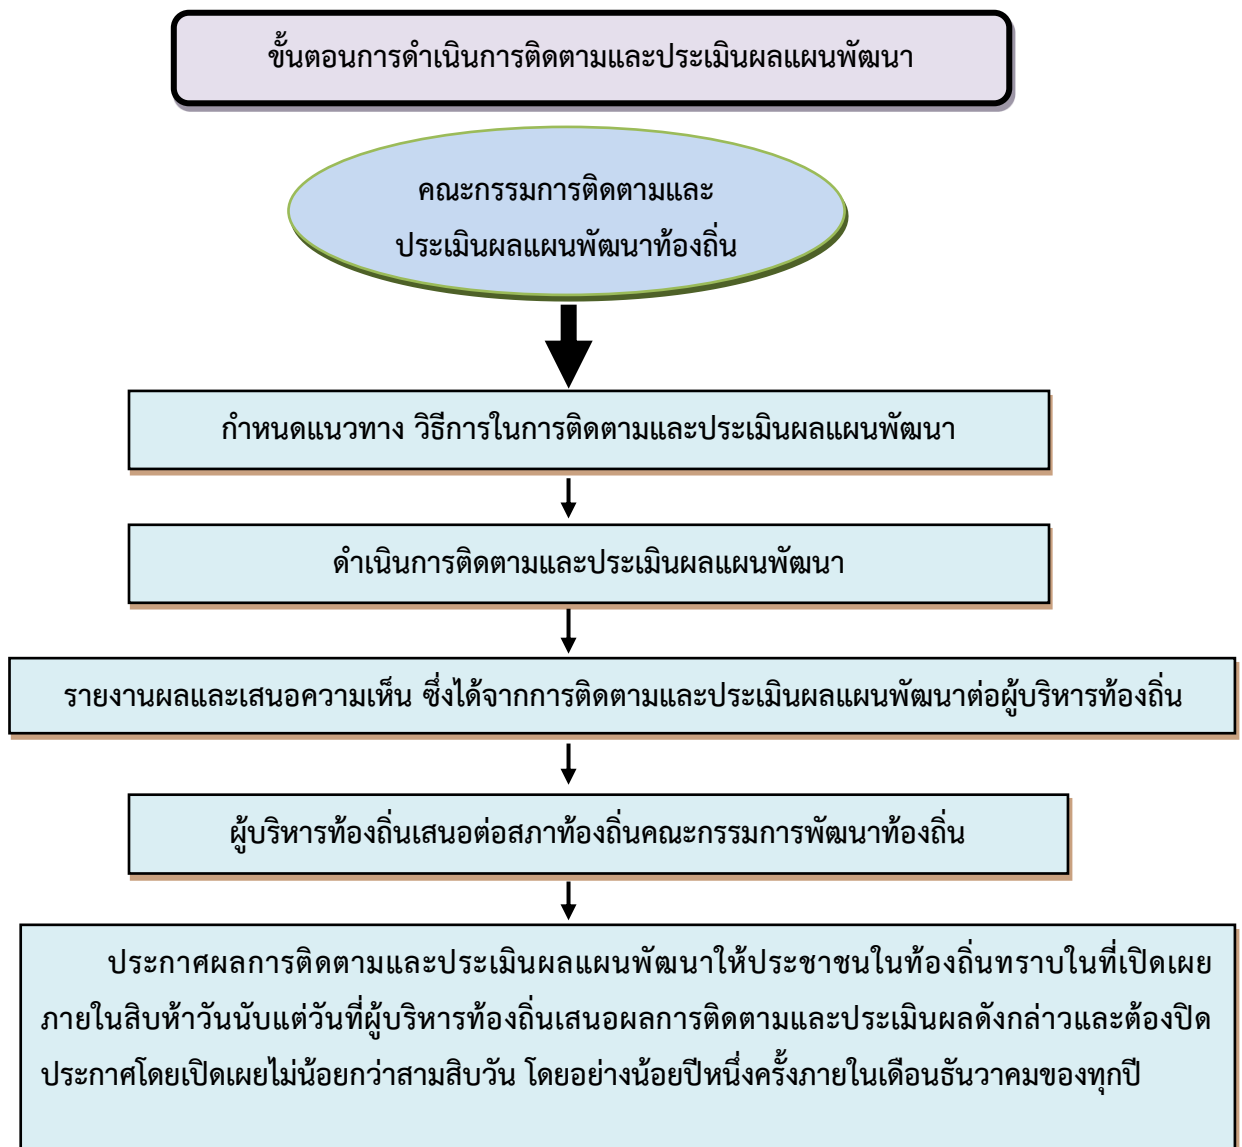 ขั้นตอนการดำเนินการติดตามและประเมินผลแผนพัฒนา
คณะกรรมการติดตามและ
ประเมินผลแผนพัฒนาท้องถิ่น
กำหนดแนวทาง วิธีการในการติดตามและประเมินผลแผนพัฒนา
ดำเนินการติดตามและประเมินผลแผนพัฒนา
รายงานผลและเสนอความเห็น ซึ่งได้จากการติดตามและประเมินผลแผนพัฒนาต่อผู้บริหารท้องถิ่น
ผู้บริหารท้องถิ่นเสนอต่อสภาท้องถิ่นคณะกรรมการพัฒนาท้องถิ่น
ประกาศผลการติดตามและประเมินผลแผนพัฒนาให้ประชาชนในท้องถิ่นทราบในที่เปิดเผย
ภายในสิบห้าวันนับแต่วันที่ผู้บริหารท้องถิ่นเสนอผลการติดตามและประเมินผลดังกล่าวและต้องปิด
ประกาศโดยเปิดเผยไม่น้อยกว่าสามสิบวัน โดยอย่างน้อยปีหนึ่งครั้งภายในเดือนธันวาคมของทุกปี